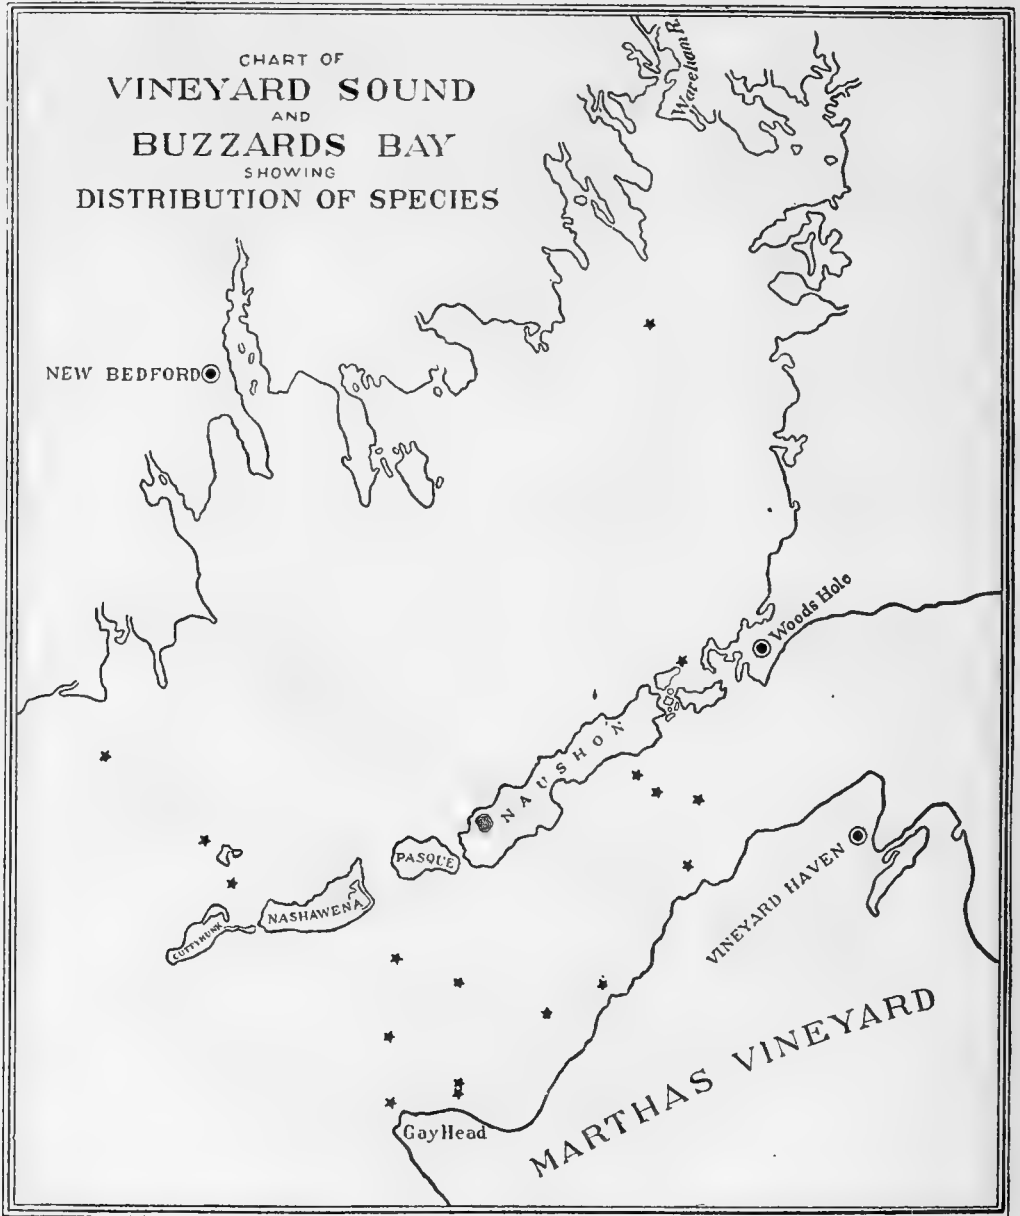 CHART OF
VINEYARD SOUND
AND
BUZZARDS BAY
SHOWING
DISTRIBUTION OF SPECIES
Wareham R.
NEW BEDFORD
Woods Hole
NAUSHON
PASQUE
NASHAWENA
CUTTYHUNK
VINEYARD HAVEN
MARTHAS VINEYARD
Gay Head